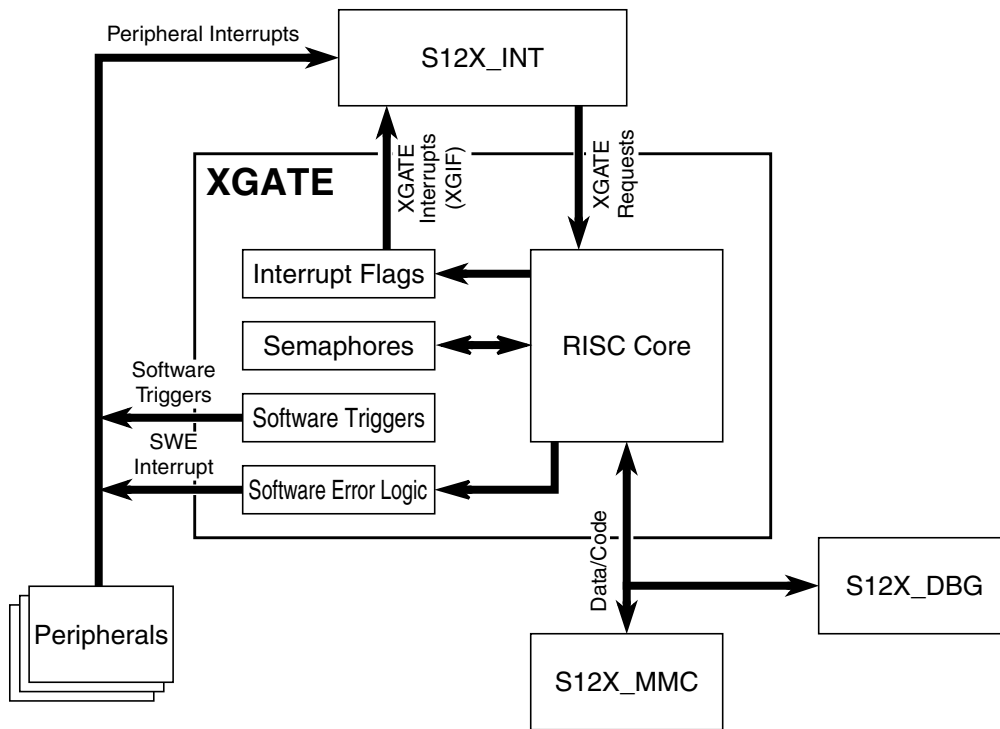 Peripheral Interrupts
S12X_INT
XGATE
XGATE
Interrupts
(XGIF)
XGATE
Requests
Interrupt Flags
Semaphores
RISC Core
Software
Triggers
Software Triggers
SWE
Interrupt
Software Error Logic
Data/Code
S12X_DBG
Peripherals
S12X_MMC